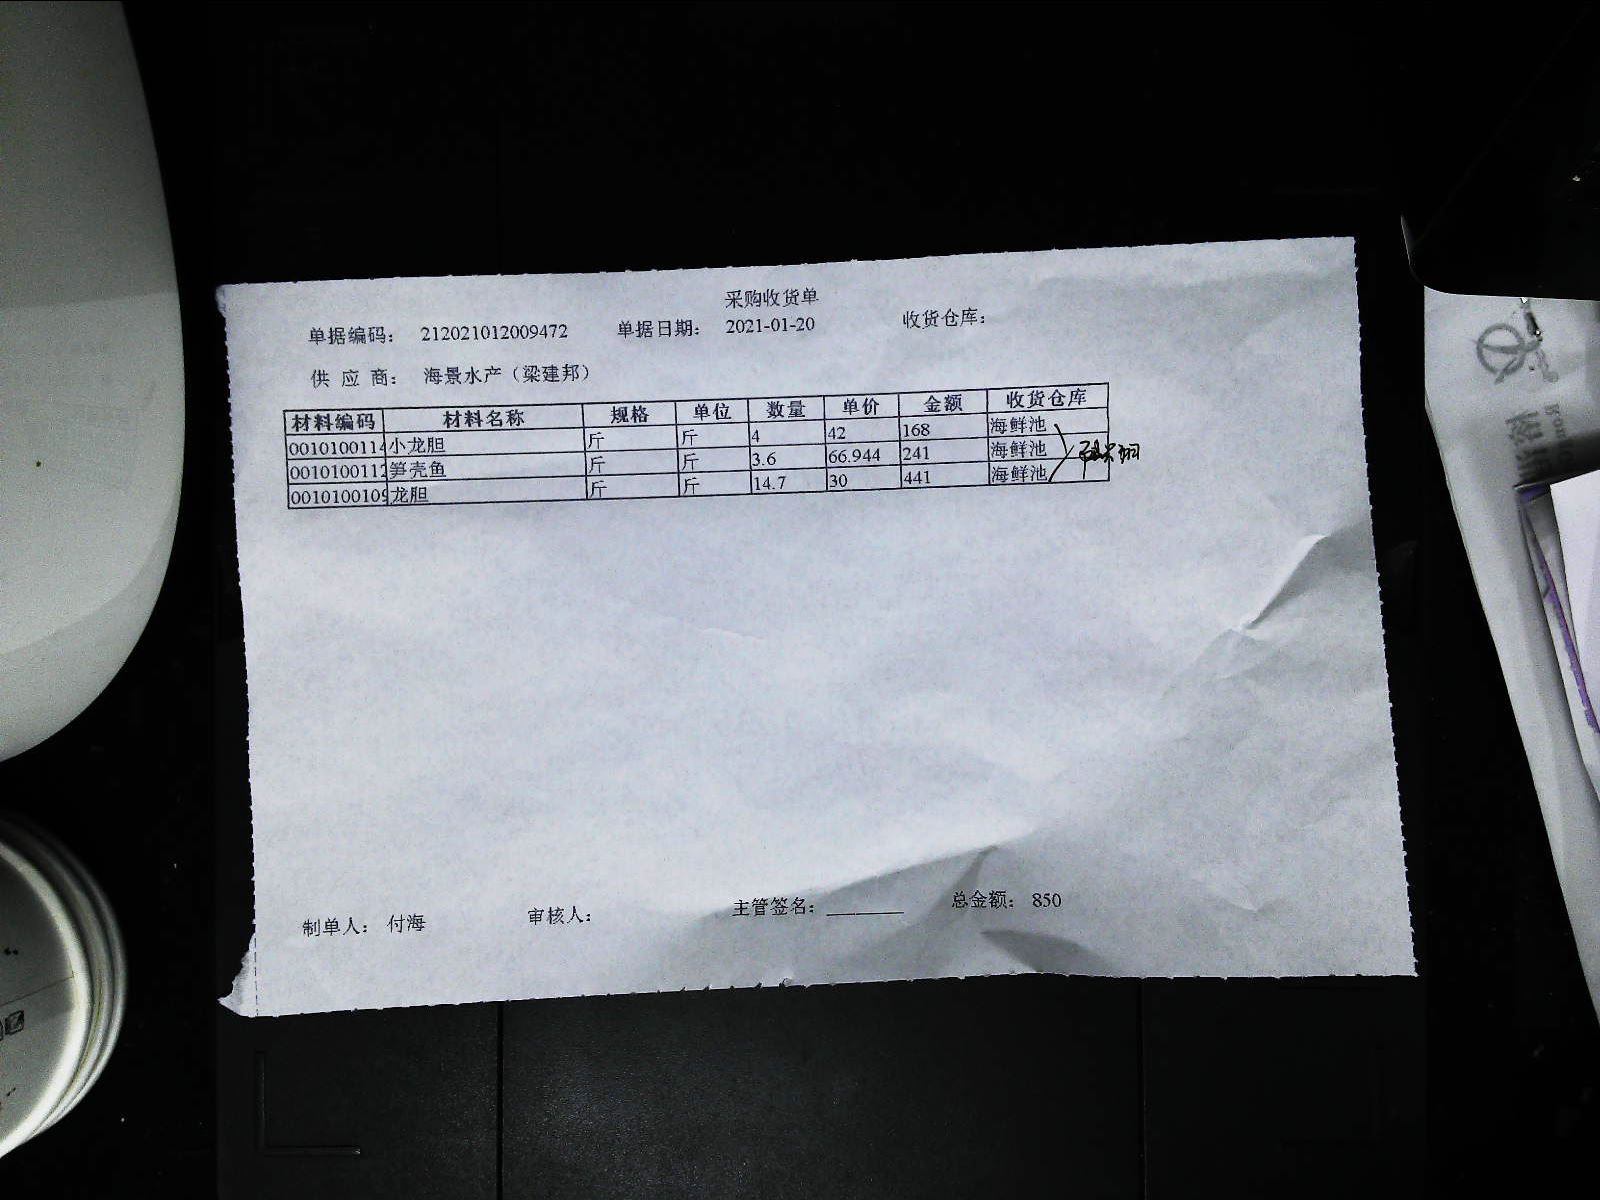 采购收货单
单据编码: 212021012009472 单据日期: 2021-01-20 收货仓库:
供 应 商: 海景水产(梁建邦)
材料编码 材料名称 规格 单位 数量 单价 金额 收货仓库
0010100114 小龙胆 斤 斤 4 42 168 海鲜池
0010100112 笋壳鱼 斤 斤 3.6 66.944 241 海鲜池
0010100109 龙胆 斤 斤 14.7 30 441 海鲜池
制单人: 付海 审核人: 主管签名:________ 总金额: 850